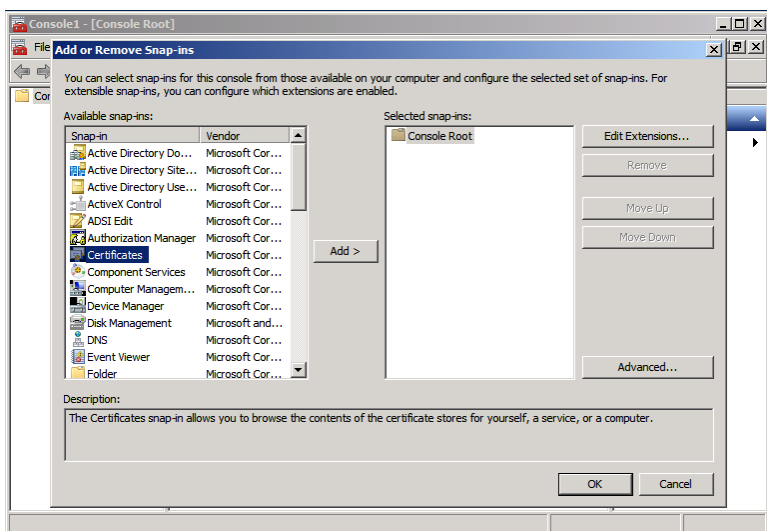 Console1 - [Console Root]
File
Add or Remove Snap-ins
You can select snap-ins for this console from those available on your computer and configure the selected set of snap-ins. For
extensible snap-ins, you can configure which extensions are enabled.
Con
Available snap-ins:
Selected snap-ins:
Snap-in Vendor
Console Root
Edit Extensions...
Active Directory Do... Microsoft Cor...
Active Directory Site... Microsoft Cor...
Remove
Active Directory Use... Microsoft Cor...
ActiveX Control Microsoft Cor...
Move Up
ADSI Edit Microsoft Cor...
Authorization Manager Microsoft Cor...
Move Down
Certificates Microsoft Cor...
Add >
Component Services Microsoft Cor...
Computer Managem... Microsoft Cor...
Device Manager Microsoft Cor...
Disk Management Microsoft and...
DNS Microsoft Cor...
Event Viewer Microsoft Cor...
Folder Microsoft Cor...
Advanced...
Description:
The Certificates snap-in allows you to browse the contents of the certificate stores for yourself, a service, or a computer.
OK Cancel